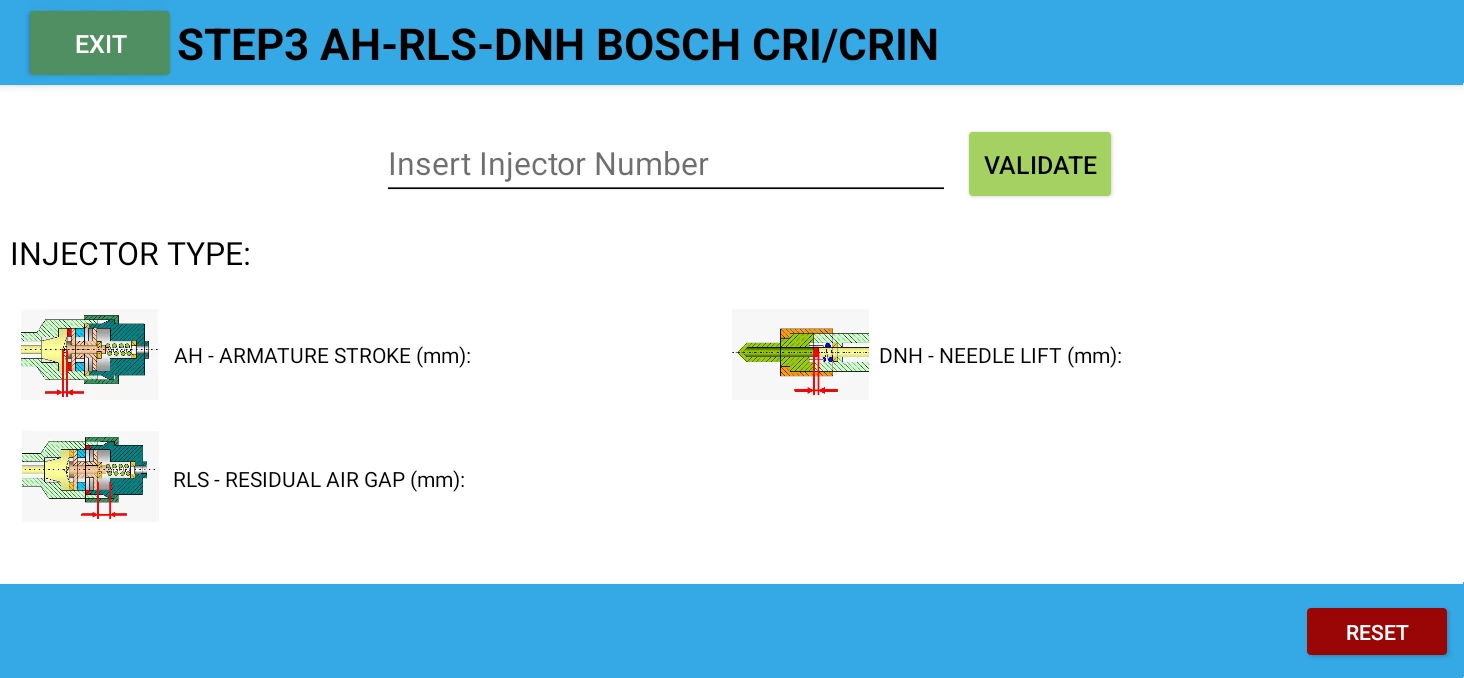 EXIT
STEP3 AH-RLS-DNH BOSCH CRI/CRIN
Insert Injector Number
VALIDATE
INJECTOR TYPE:
AH - ARMATURE STROKE (mm):
DNH - NEEDLE LIFT (mm):
RLS - RESIDUAL AIR GAP (mm):
RESET